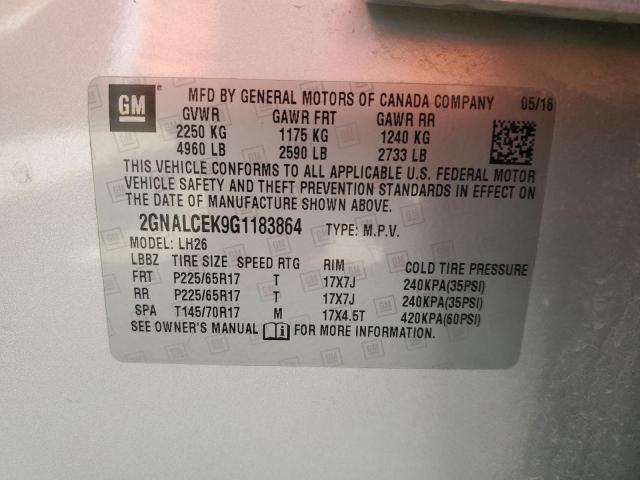 GM
MFD BY GENERAL MOTORS OF CANADA COMPANY 05/16
GVWR GAWR FRT GAWR RR
2250 KG 1175 KG 1240 KG
4960 LB 2590 LB 2733 LB
THIS VEHICLE CONFORMS TO ALL APPLICABLE U.S. FEDERAL MOTOR
VEHICLE SAFETY AND THEFT PREVENTION STANDARDS IN EFFECT ON
THE DATE OF MANUFACTURE SHOWN ABOVE.
2GNALCEK9G1183864 TYPE: M.P.V.
MODEL: LH26
LBBZ TIRE SIZE SPEED RTG RIM COLD TIRE PRESSURE
FRT P225/65R17 T 17X7J 240KPA(35PSI)
RR P225/65R17 T 17X7J 240KPA(35PSI)
SPA T145/70R17 M 17X4.5T 420KPA(60PSI)
SEE OWNER'S MANUAL FOR MORE INFORMATION.